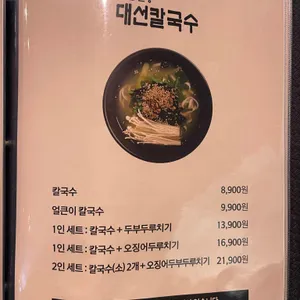 대선칼국수
칼국수 8,900원
얼큰이 칼국수 9,900원
1인 세트 : 칼국수 + 두부두루치기 13,900원
1인 세트 : 칼국수 + 오징어두루치기 16,900원
2인 세트 : 칼국수(소) 2개 + 오징어두부두루치기 21,900원